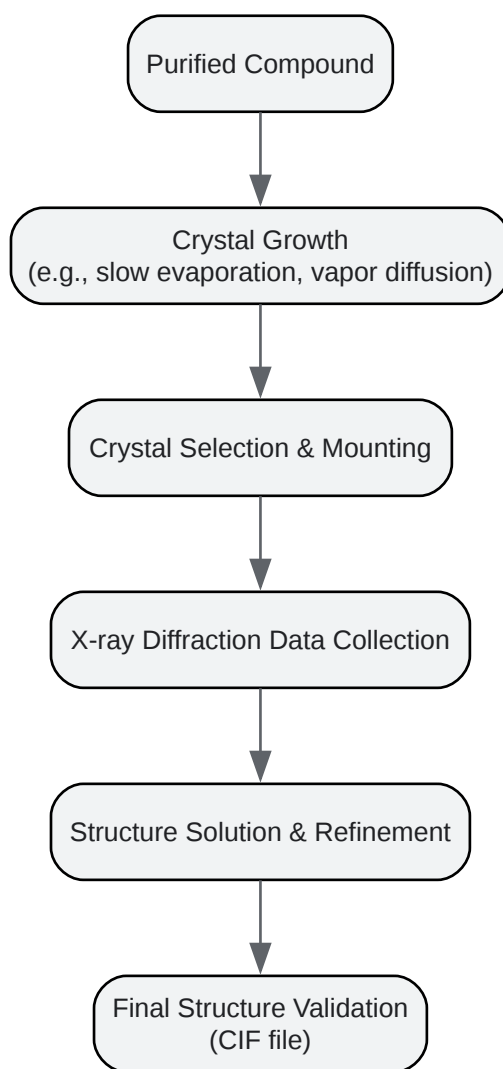 Purified Compound
Crystal Growth
(e.g., slow evaporation, vapor diffusion)
Crystal Selection & Mounting
X-ray Diffraction Data Collection
Structure Solution & Refinement
Final Structure Validation
(CIF file)